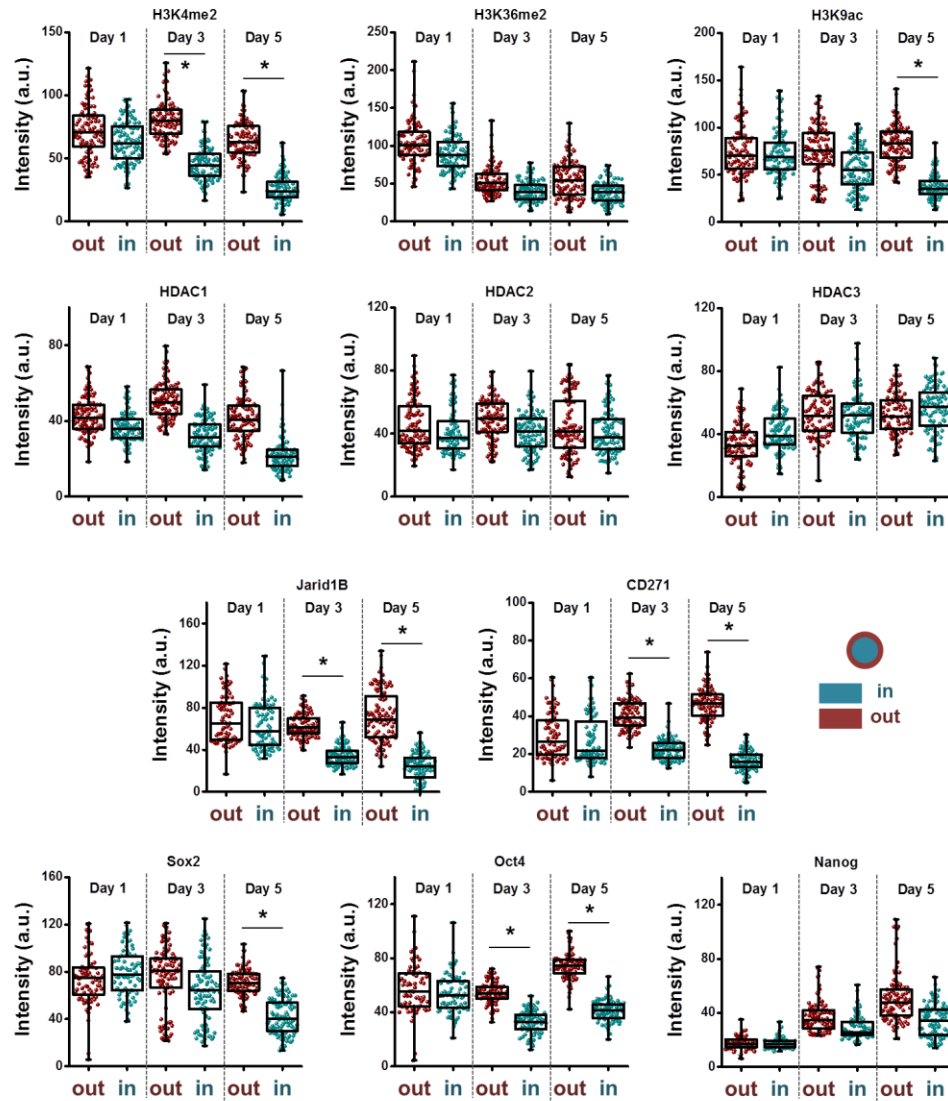 H3K4me2
H3K36me2
H3K9ac
Intensity (a.u.)
150
100
50
0
Day 1
Day 3
Day 5
*
*
out in out in out in
Intensity (a.u.)
250
200
150
100
50
0
Day 1
Day 3
Day 5
out in out in out in
Intensity (a.u.)
200
150
100
50
0
Day 1
Day 3
Day 5
*
out in out in out in
HDAC1
HDAC2
HDAC3
Intensity (a.u.)
80
40
0
Day 1
Day 3
Day 5
out in out in out in
Intensity (a.u.)
120
80
40
0
Day 1
Day 3
Day 5
out in out in out in
Intensity (a.u.)
120
80
40
0
Day 1
Day 3
Day 5
out in out in out in
Jarid1B
CD271
Intensity (a.u.)
160
120
80
40
0
Day 1
Day 3
Day 5
*
*
out in out in out in
Intensity (a.u.)
100
80
60
40
20
0
Day 1
Day 3
Day 5
*
*
out in out in out in
in
out
Sox2
Oct4
Nanog
Intensity (a.u.)
160
120
80
40
0
Day 1
Day 3
Day 5
*
out in out in out in
Intensity (a.u.)
120
80
40
0
Day 1
Day 3
Day 5
*
*
out in out in out in
Intensity (a.u.)
120
80
40
0
Day 1
Day 3
Day 5
out in out in out in